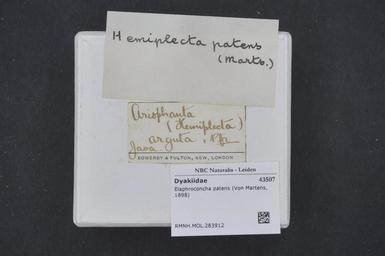 Hemiplecta patens
(Marts.)
Ariophanta
(Hemiplecta)
arguta, Pfr
Java
SOWERBY & FULTON, KEW, LONDON.
NBC Naturalis - Leiden
Dyakiidae 43507
Elaphroconcha patens (Von Martens,
1898)
RMNH.MOL.283912